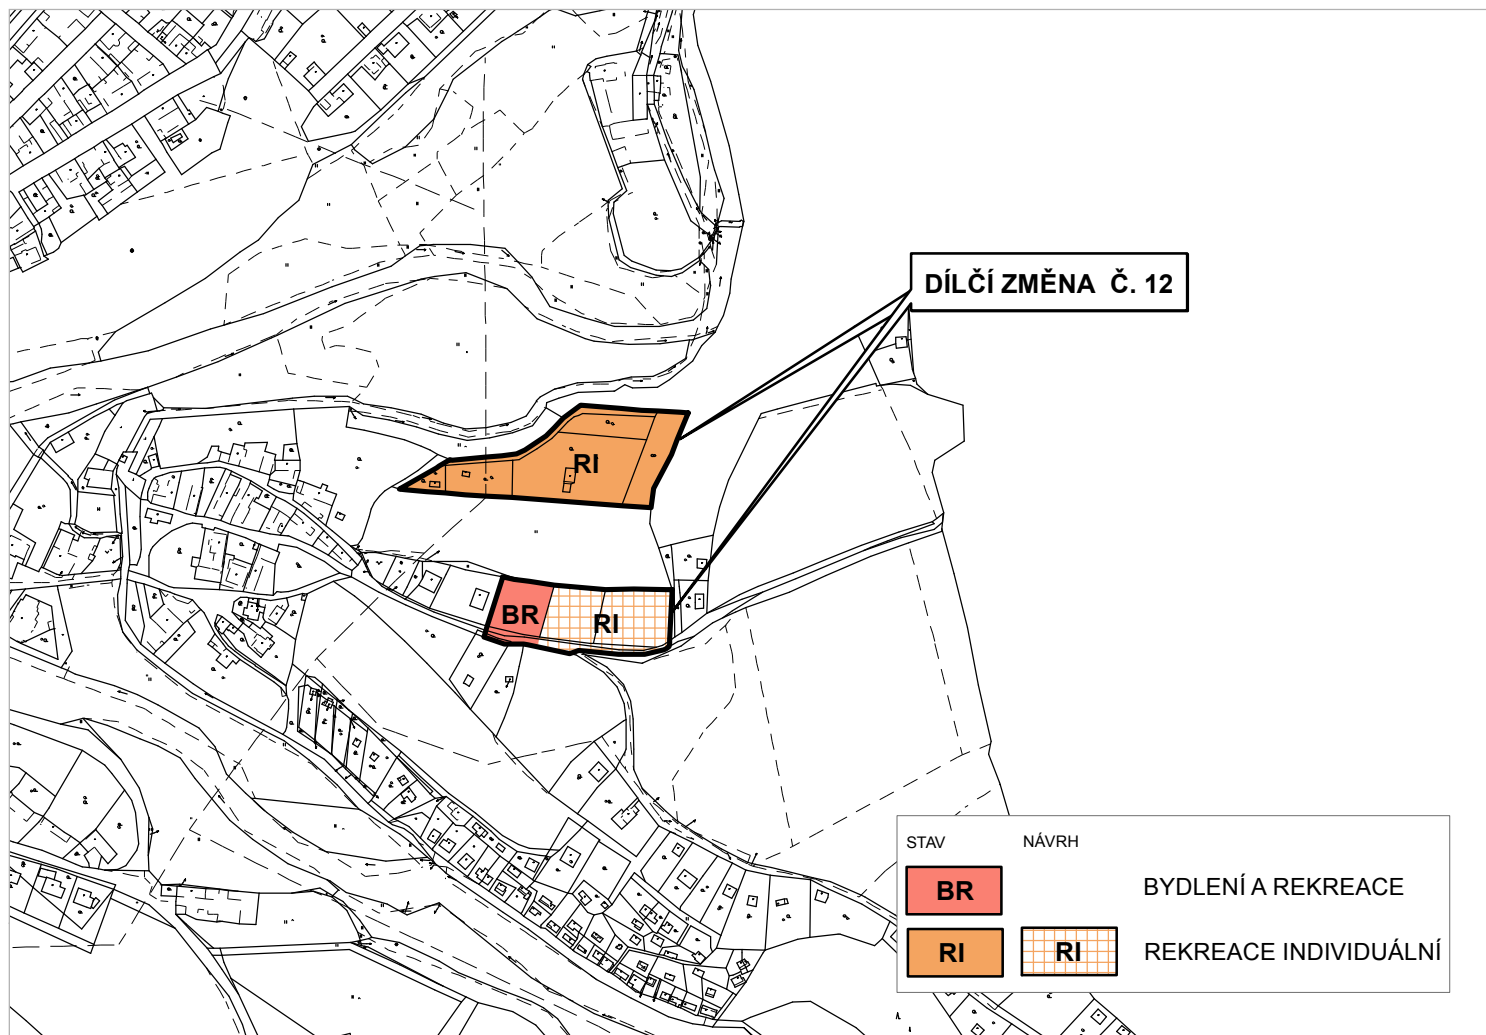 DÍLČÍ ZMĚNA Č. 12
RI
BR
RI
STAV NÁVRH
BR BYDLENÍ A REKREACE
RI RI REKREACE INDIVIDUÁLNÍ